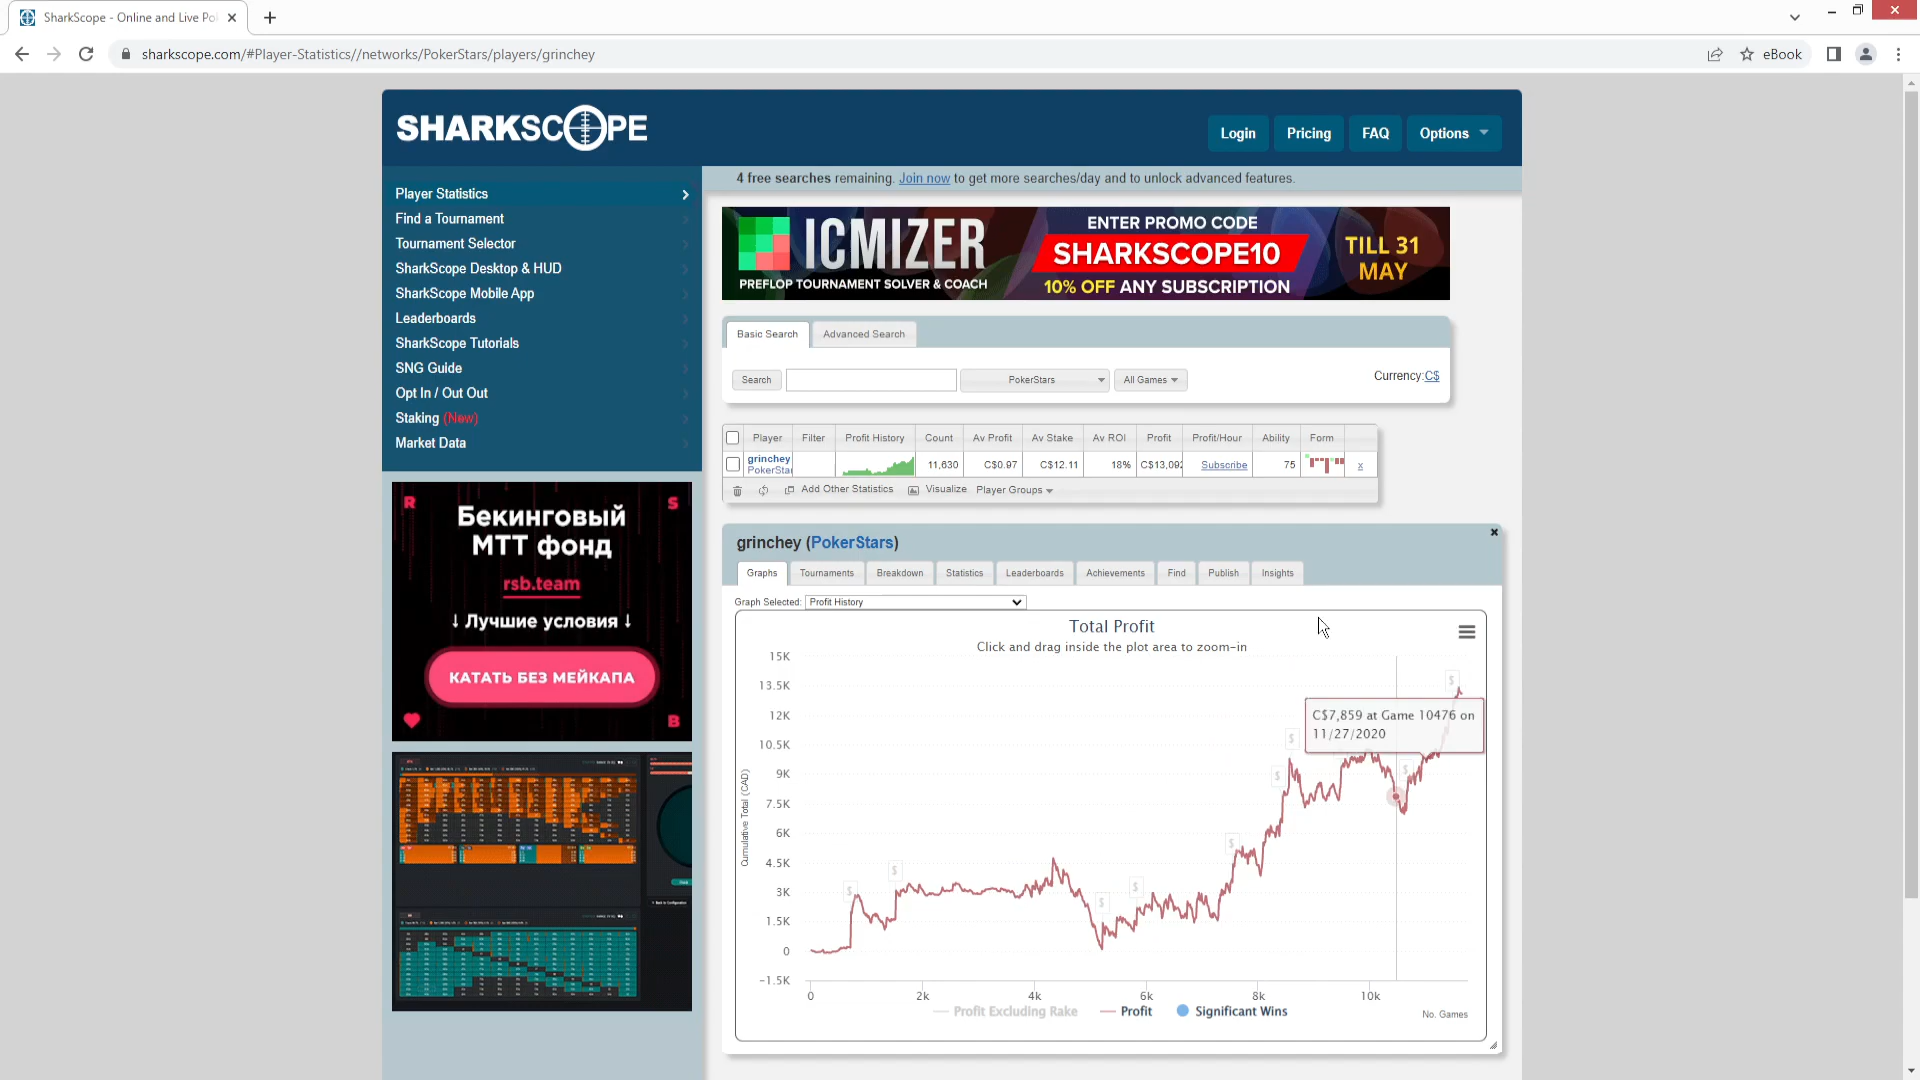 SharkScope - Online and Live Po
sharkscope.com/#Player-Statistics//networks/PokerStars/players/grinchey
eBook
SHARKSCOPE
Login
Pricing
FAQ
Options
4 free searches remaining. Join now to get more searches/day and to unlock advanced features.
Player Statistics
Find a Tournament
Tournament Selector
SharkScope Desktop & HUD
SharkScope Mobile App
Leaderboards
SharkScope Tutorials
SNG Guide
Opt In / Out Out
Staking (New)
Market Data
ICMIZER
PREFLOP TOURNAMENT SOLVER & COACH
ENTER PROMO CODE
SHARKSCOPE10
10% OFF ANY SUBSCRIPTION
TILL 31
MAY
Basic Search
Advanced Search
Search
PokerStars
All Games
Currency:C$
Player Filter Profit History Count Av Profit Av Stake Av ROI Profit Profit/Hour Ability Form
grinchey 11,630 C$0.97 C$12.11 18% C$13,092 Subscribe 75 x
PokerStar
Add Other Statistics Visualize Player Groups
R S
Бекинговый
МТТ фонд
rsb.team
↓ Лучшие условия ↓
КАТАТЬ БЕЗ МЕЙКАПА
B
grinchey (PokerStars)
Graphs Tournaments Breakdown Statistics Leaderboards Achievements Find Publish Insights
Graph Selected: Profit History
Total Profit
Click and drag inside the plot area to zoom-in
15K
13.5K
12K
10.5K
9K
7.5K
6K
4.5K
3K
1.5K
0
-1.5K
Cumulative Total (CAD)
C$7,859 at Game 10476 on
11/27/2020
$
$
$
$
$
$
$
$
$
0 2k 4k 6k 8k 10k
Profit Excluding Rake Profit Significant Wins
No. Games